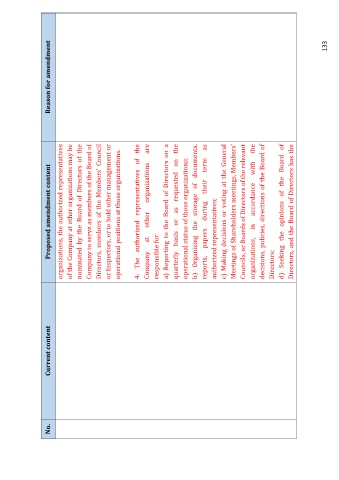 No.
Current content
Proposed amendment content
Reason for amendment
organizations, the authorized representatives
of the Company at other organizations may be
nominated by the Board of Directors of the
Company to serve as members of the Board of
Directors, members of the Members' Council
or Inspectors, or to hold other management or
operational positions at those organizations.
4. The authorized representatives of the
Company at other organizations are
responsible for:
a) Reporting to the Board of Directors on a
quarterly basis or as requested on the
operational status of those organizations;
b) Organizing the storage of documents,
reports, papers during their term as
authorized representatives;
c) Making decisions or voting at the General
Meetings of Shareholders meetings, Members'
Councils, or Boards of Directors of the relevant
organizations, in accordance with the
decisions, policies, directions of the Board of
Directors;
d) Seeking the opinions of the Board of
Directors, and the Board of Directors has the
133